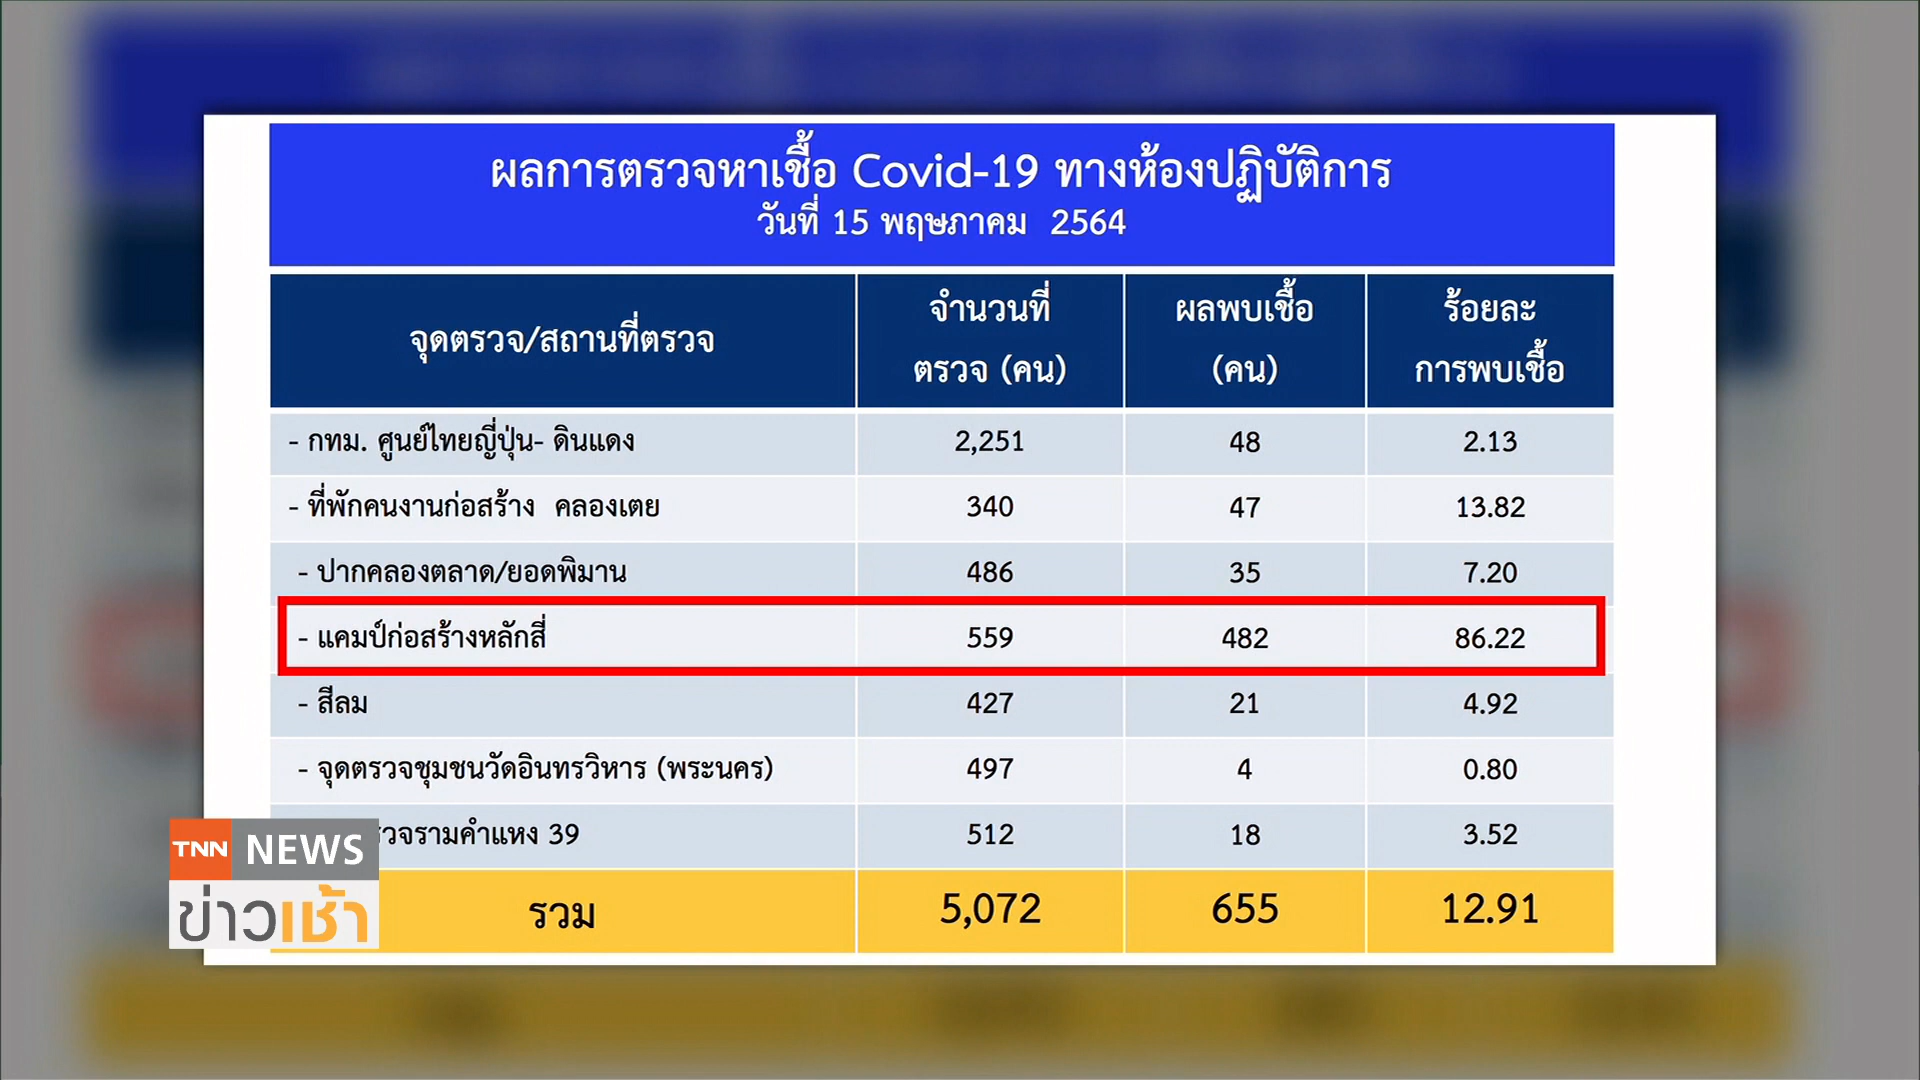 ผลการตรวจหาเชื้อ Covid-19 ทางห้องปฏิบัติการ
วันที่ 15 พฤษภาคม 2564
จุดตรวจ/สถานที่ตรวจ จำนวนที่ตรวจ (คน) ผลพบเชื้อ (คน) ร้อยละการพบเชื้อ
- กทม. ศูนย์ไทยญี่ปุ่น- ดินแดง 2,251 48 2.13
- ที่พักคนงานก่อสร้าง คลองเตย 340 47 13.82
- ปากคลองตลาด/ยอดพิมาน 486 35 7.20
- แคมป์ก่อสร้างหลักสี่ 559 482 86.22
- สีลม 427 21 4.92
- จุดตรวจชุมชนวัดอินทรวิหาร (พระนคร) 497 4 0.80
รวจรามคำแหง 39 512 18 3.52
รวม 5,072 655 12.91
TNN NEWS
ข่าวเช้า